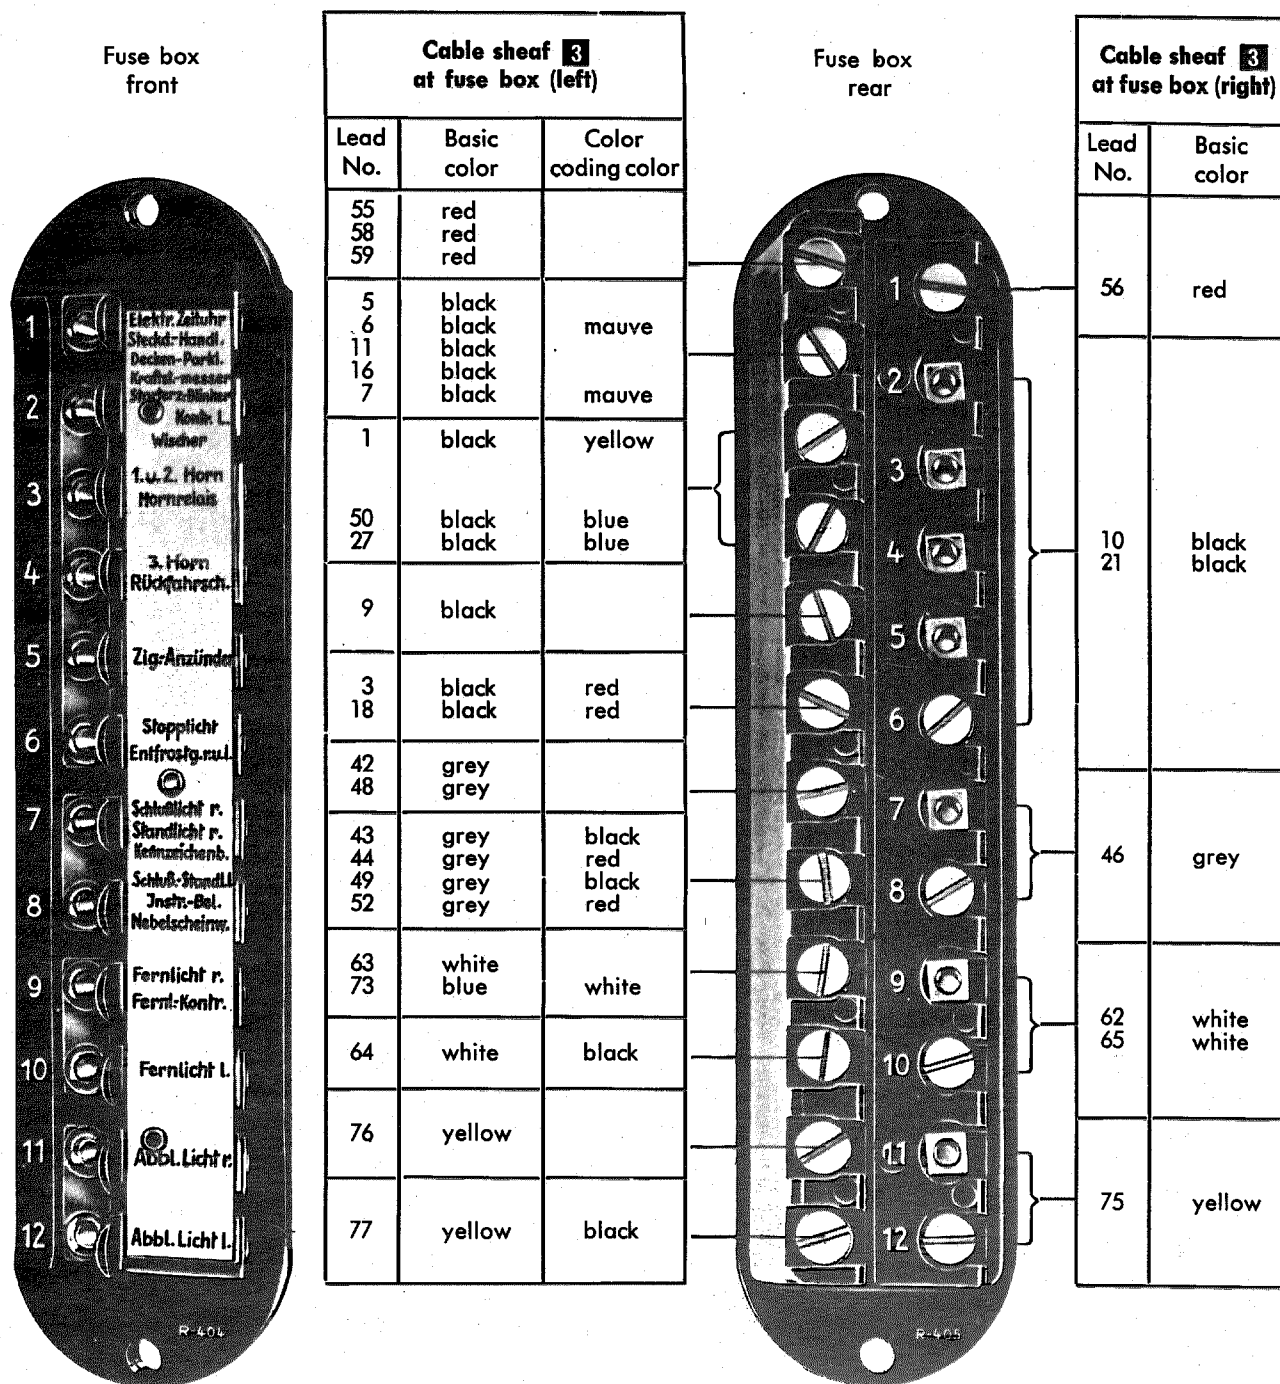 Fuse box
front
1
2
3
4
5
6
7
8
9
10
11
12
Elektr. Zeituhr
Steckd.-Handl.
Decken-Parkl.
Kraftst.-messer
Kontr. L.
Wischer
1. u. 2. Horn
Hornrelais
3. Horn
Rückfahrsch.
Zig.-Anzünder
Stopplicht
Entfrostg. r.u.l.
Schlußlicht r.
Standlicht r.
Kennzeichenb.
Schluß-Standl.l
Instr.-Bel.
Nebelscheinw.
Fernlicht r.
Fernl.-Kontr.
Fernlicht l.
Abbl. Licht r.
Abbl. Licht l.
R-404
Cable sheaf 3
at fuse box (left)
Lead No. Basic color Color coding color
55 red
58 red
59 red
5 black
6 black mauve
11 black
16 black
7 black mauve
1 black yellow
50 black blue
27 black blue
9 black
3 black red
18 black red
42 grey
48 grey
43 grey black
44 grey red
49 grey black
52 grey red
63 white
73 blue white
64 white black
76 yellow
77 yellow black
Fuse box
rear
1
2
3
4
5
6
7
8
9
10
11
12
R-405
Cable sheaf 3
at fuse box (right)
Lead No. Basic color
56 red
10 black
21 black
46 grey
62 white
65 white
75 yellow